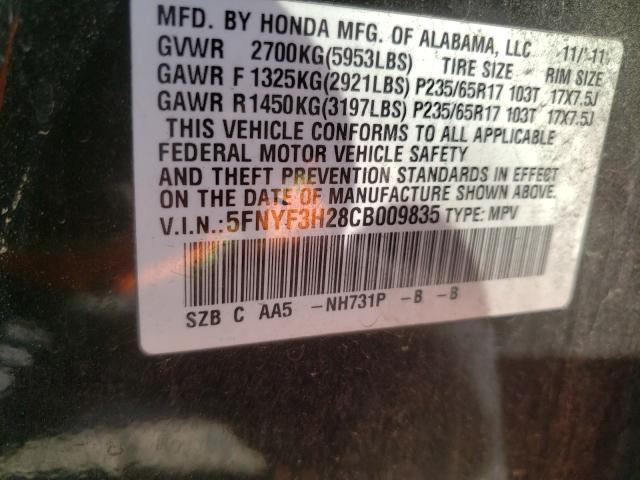 MFD. BY HONDA MFG. OF ALABAMA, LLC. 11/11
GVWR 2700KG(5953LBS) TIRE SIZE RIM SIZE
GAWR F 1325KG(2921LBS) P235/65R17 103T 17X7.5J
GAWR R1450KG(3197LBS) P235/65R17 103T 17X7.5J
THIS VEHICLE CONFORMS TO ALL APPLICABLE
FEDERAL MOTOR VEHICLE SAFETY
AND THEFT PREVENTION STANDARDS IN EFFECT
ON THE DATE OF MANUFACTURE SHOWN ABOVE.
V.I.N.:5FNYF3H28CB009835 TYPE: MPV
SZB C AA5 -NH731P -B -B